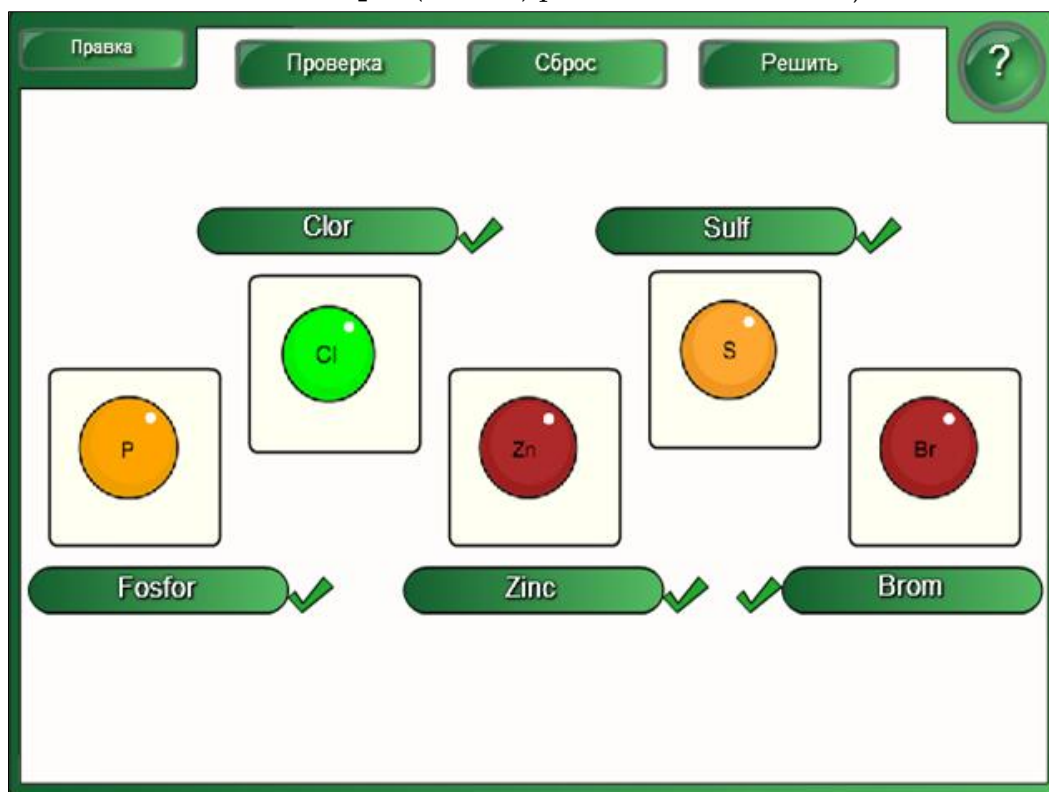 Правка
Проверка
Сброс
Решить
?
Clor
Sulf
Cl
S
P
Zn
Br
Fosfor
Zinc
Brom